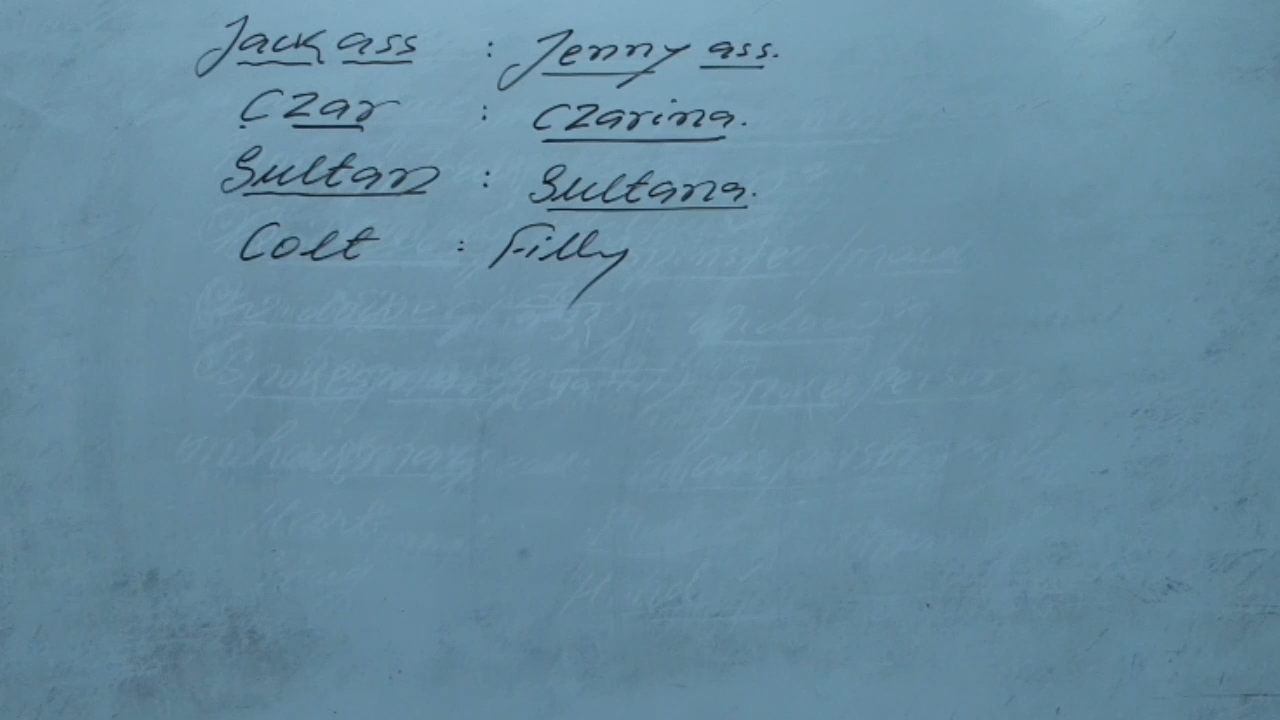 Jack ass : Jenny ass.
Czar : Czarina.
Sultan : Sultana.
Colt : Filly